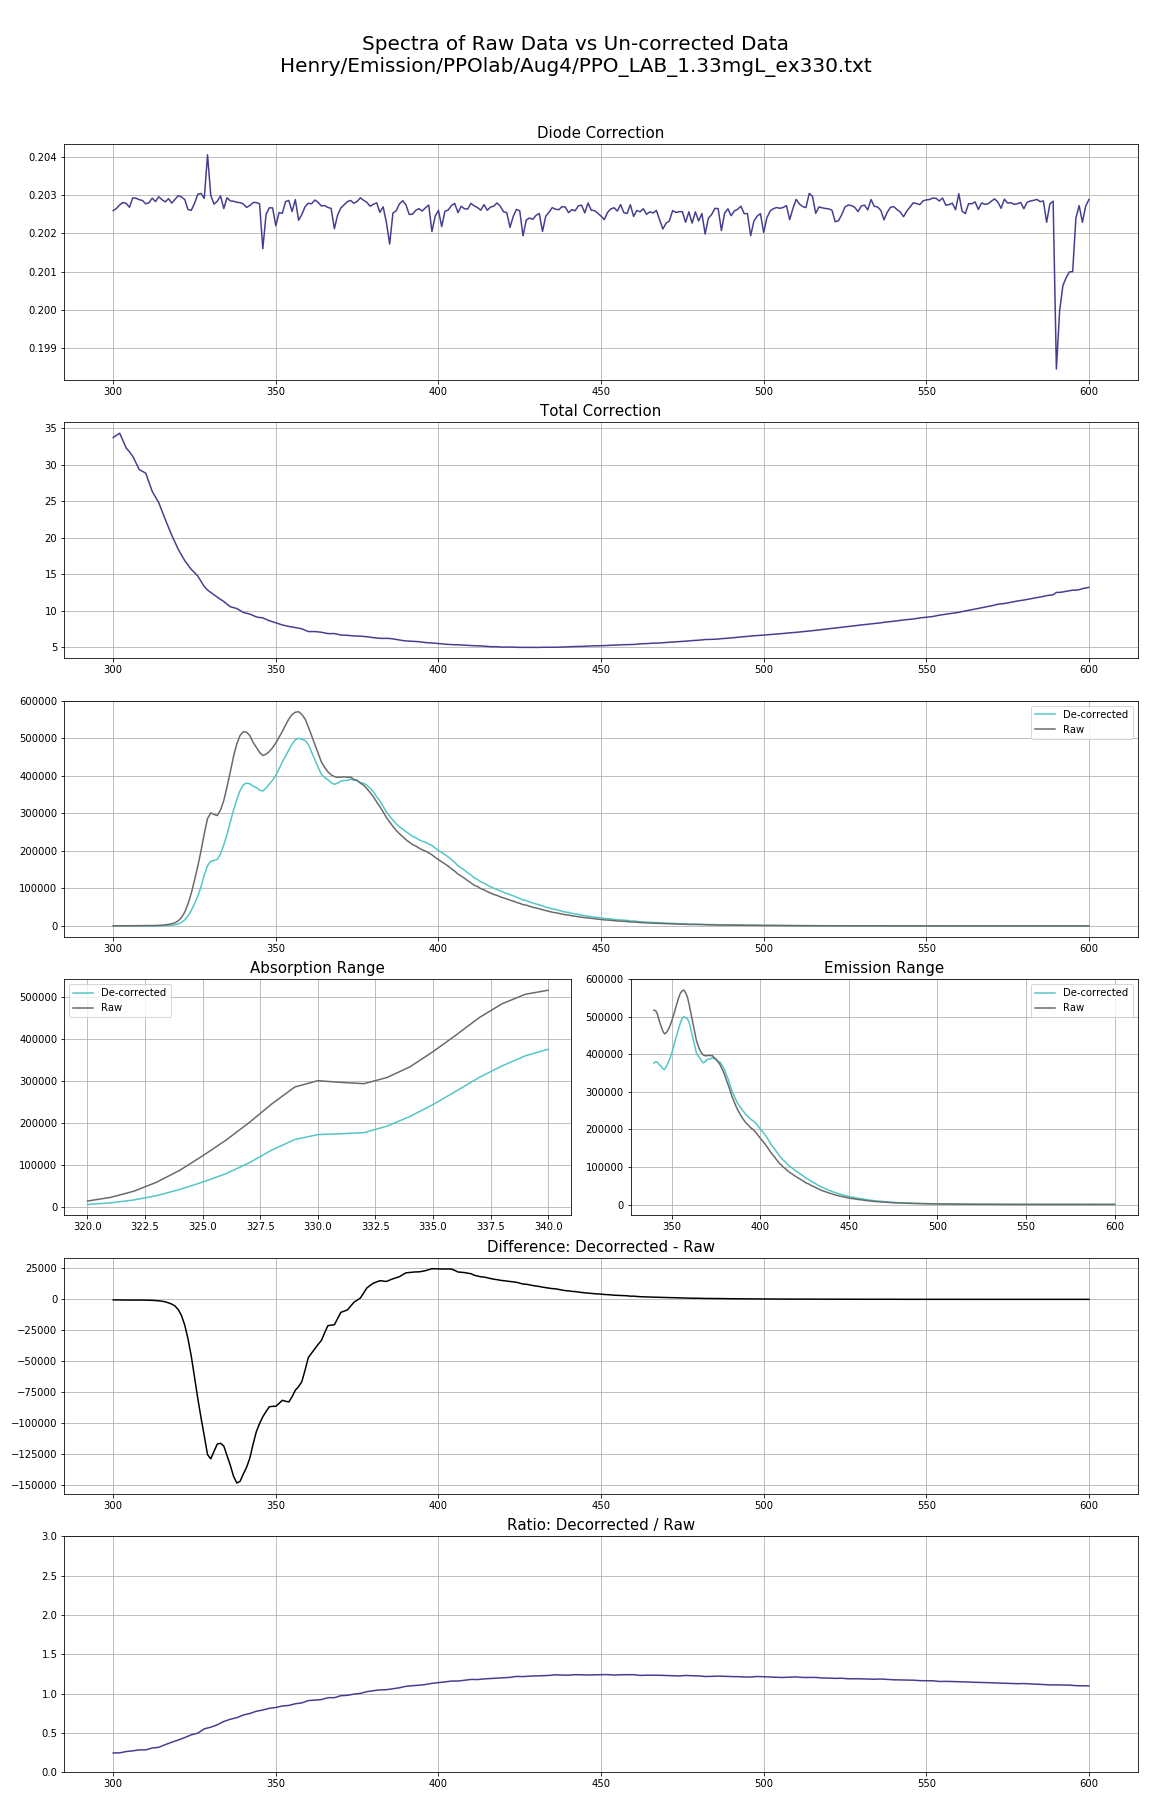 Spectra of Raw Data vs Un-corrected Data
Henry/Emission/PPOlab/Aug4/PPO_LAB_1.33mgL_ex330.txt
Diode Correction
0.204
0.203
0.202
0.201
0.200
0.199
300 350 400 450 500 550 600
Total Correction
35
30
25
20
15
10
5
300 350 400 450 500 550 600
600000
500000
400000
300000
200000
100000
0
De-corrected
Raw
300 350 400 450 500 550 600
Absorption Range
500000
400000
300000
200000
100000
0
De-corrected
Raw
320.0 322.5 325.0 327.5 330.0 332.5 335.0 337.5 340.0
Emission Range
600000
500000
400000
300000
200000
100000
0
De-corrected
Raw
350 400 450 500 550 600
Difference: Decorrected - Raw
25000
0
−25000
−50000
−75000
−100000
−125000
−150000
300 350 400 450 500 550 600
Ratio: Decorrected / Raw
3.0
2.5
2.0
1.5
1.0
0.5
0.0
300 350 400 450 500 550 600